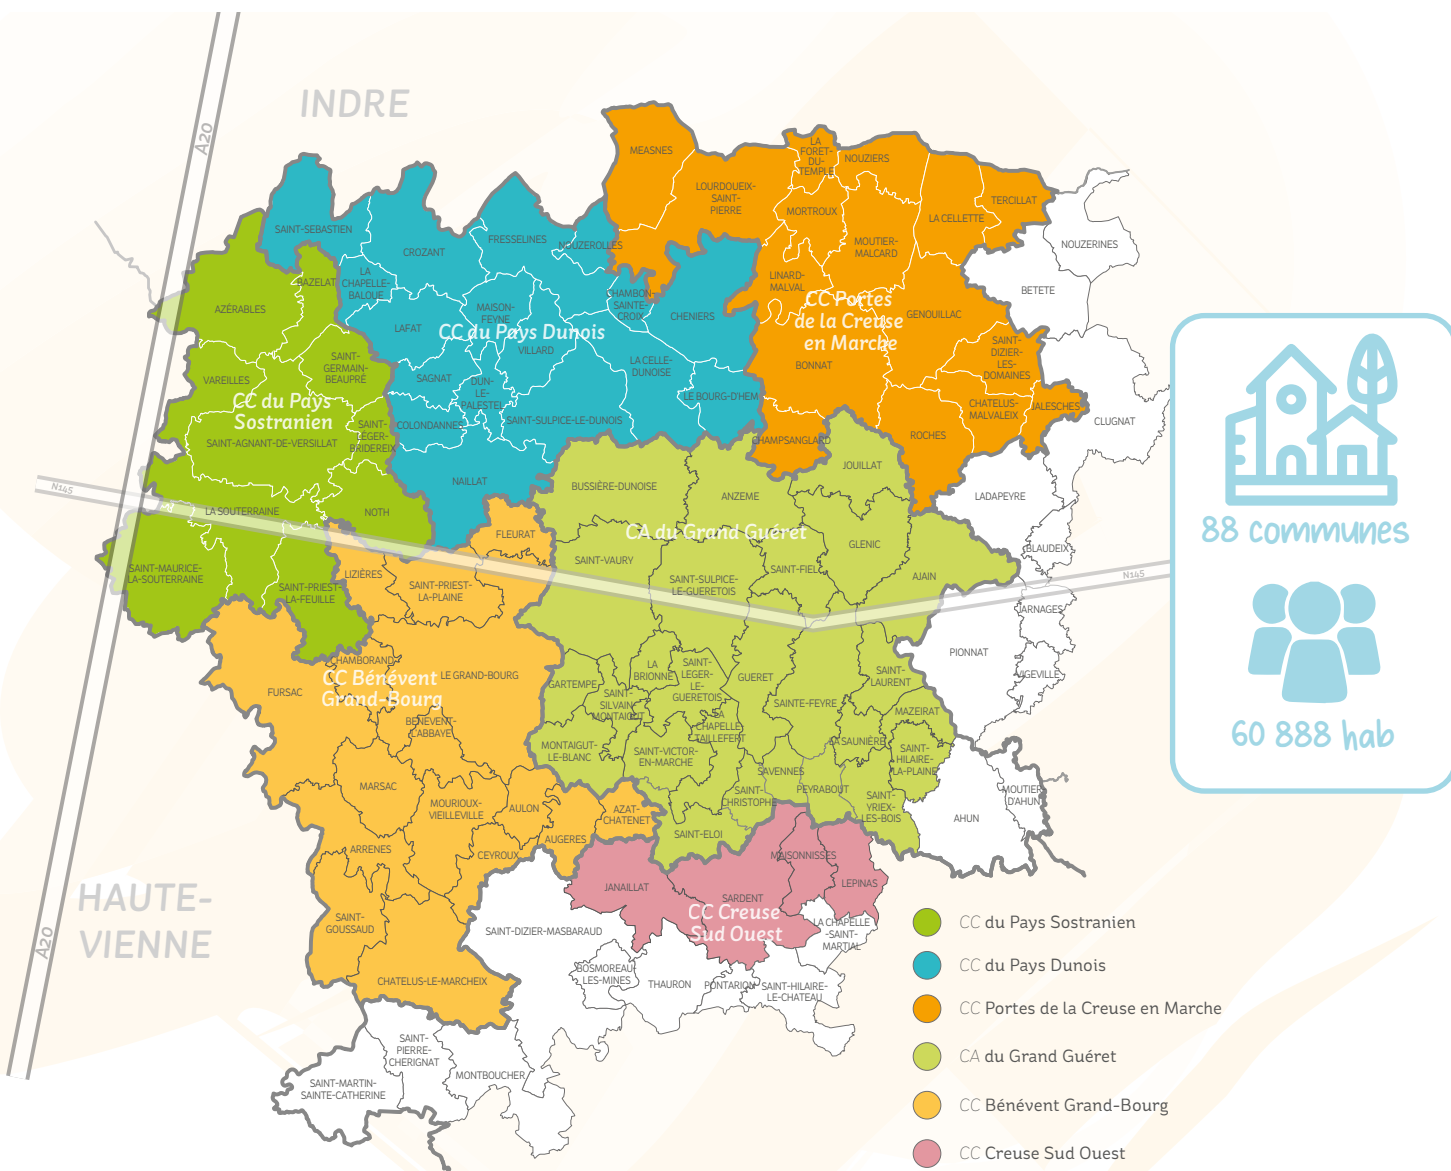 INDRE
A20
MEASNES
LA
FORET-
DU-
TEMPLE
NOUZIERS
LOURDOUEIX-
SAINT-
PIERRE
TERCILLAT
MORTROUX
LA CELLETTE
SAINT-SEBASTIEN
CROZANT
FRESSELINES
NOUZEROLLES
MOUTIER-
MALCARD
NOUZERINES
BAZELAT
LA
CHAPELLE-
BALOUE
LINARD-
MALVAL
BETETE
AZÉRABLES
CHAMBON-
SAINTE-
CROIX
CHENIERS
CC Portes
de la Creuse
en Marche
GENOUILLAC
MAISON-
FEYNE
LAFAT
CC du Pays Dunois
VILLARD
SAINT-
GERMAIN-
BEAUPRÉ
LA CELLE-
DUNOISE
BONNAT
SAINT-
DIZIER-
LES-
DOMAINES
VAREILLES
SAGNAT
DUN-
LE-
PALESTEL
LE BOURG-D'HEM
CC du Pays
Sostranien
CHATELUS-
MALVALEIX
JALESCHES
COLONDANNES
SAINT-SULPICE-LE-DUNOIS
CLUGNAT
SAINT-AGNANT-DE-VERSILLAT
SAINT-
LÉGER-
BRIDEREIX
CHAMPSANGLARD
ROCHES
NAILLAT
JOUILLAT
N145
BUSSIÈRE-DUNOISE
ANZEME
LADAPEYRE
LA SOUTERRAINE
NOTH
FLEURAT
CA du Grand Guéret
GLENIC
BLAUDEIX
SAINT-MAURICE-
LA-SOUTERRAINE
LIZIÈRES
SAINT-VAURY
SAINT-FIEL
AJAIN
N145
SAINT-PRIEST-
LA-FEUILLE
SAINT-PRIEST-
LA-PLAINE
SAINT-SULPICE-
LE-GUERETOIS
JARNAGES
CHAMBORAND
LE GRAND-BOURG
PIONNAT
VIGEVILLE
CC Bénévent
Grand-Bourg
FURSAC
GARTEMPE
LA
BRIONNE
SAINT-
LEGER-
LE-
GUERETOIS
GUERET
SAINT-
LAURENT
SAINT-
SILVAIN-
MONTAIGUT
SAINTE-FEYRE
MAZEIRAT
BÉNEVENT-
L'ABBAYE
LA
CHAPELLE-
TAILLEFERT
LA SAUNIÈRE
MONTAIGUT-
LE-BLANC
SAINT-VICTOR-
EN-MARCHE
SAINT-
HILAIRE-
LA-PLAINE
SAVENNES
PEYRABOUT
MARSAC
MOURIOUX-
VIEILLEVILLE
AULON
AZAT-
CHATENET
SAINT-
CHRISTOPHE
SAINT-
YRIEX-
LES-BOIS
AHUN
MOUTIER
D'AHUN
ARRENES
CEYROUX
AUGERES
SAINT-ELOI
MAISONNISSES
JANAILLAT
SARDENT
LEPINAS
HAUTE-
VIENNE
A20
SAINT-
GOUSSAUD
CC Creuse
Sud Ouest
SAINT-DIZIER-MASBARAUD
LA CHAPELLE
-SAINT-
MARTIAL
CHATELUS-LE-MARCHEIX
BOSMOREAU-
LES-MINES
THAURON
PONTARION
SAINT-HILAIRE-
LE-CHATEAU
SAINT-
PIERRE-
CHERIGNAT
MONTBOUCHER
SAINT-MARTIN-
SAINTE-CATHERINE
88 communes
60 888 hab
CC du Pays Sostranien
CC du Pays Dunois
CC Portes de la Creuse en Marche
CA du Grand Guéret
CC Bénévent Grand-Bourg
CC Creuse Sud Ouest